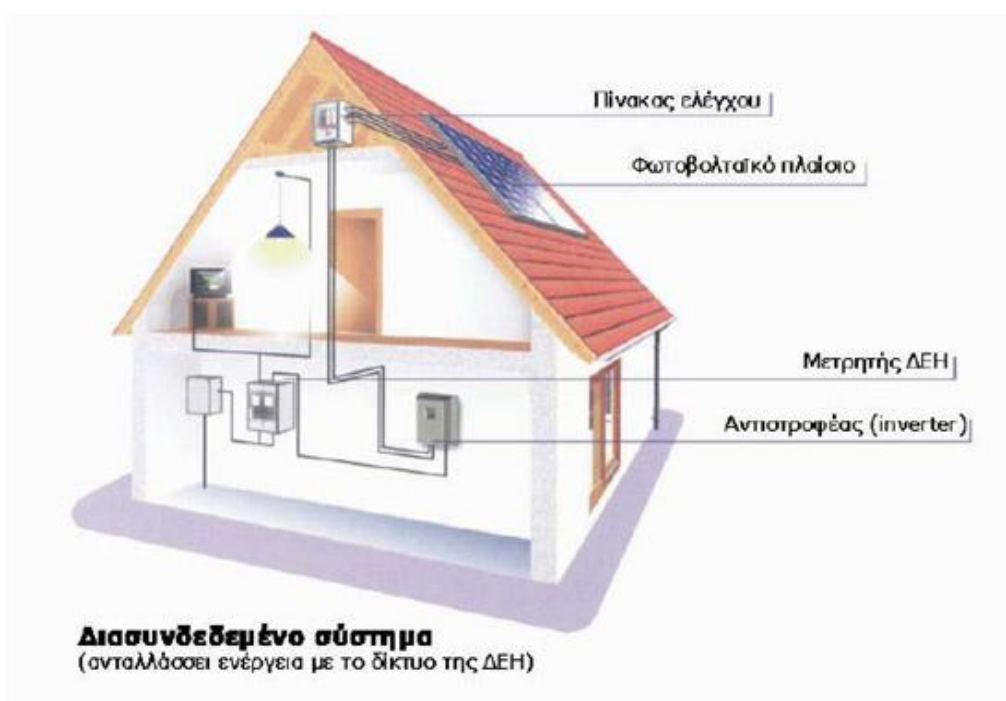 Πίνακας ελέγχου
Φωτοβολταϊκό πλαίσιο
Μετρητής ΔΕΗ
Αντιστροφέας (inverter)
Διασυνδεδεμένο σύστημα
(ανταλλάσσει ενέργεια με το δίκτυο της ΔΕΗ)